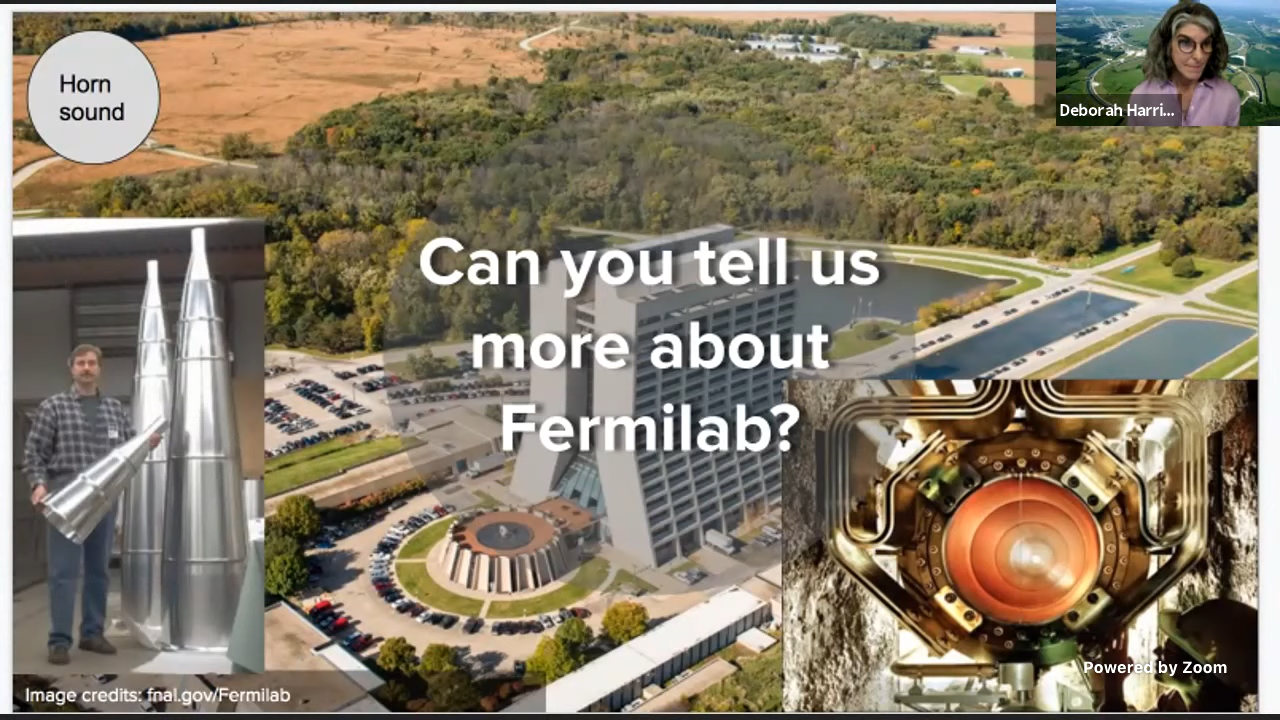 Horn
sound
Deborah Harri...
Can you tell us
more about
Fermilab?
Powered by Zoom
Image credits: fnal.gov/Fermilab